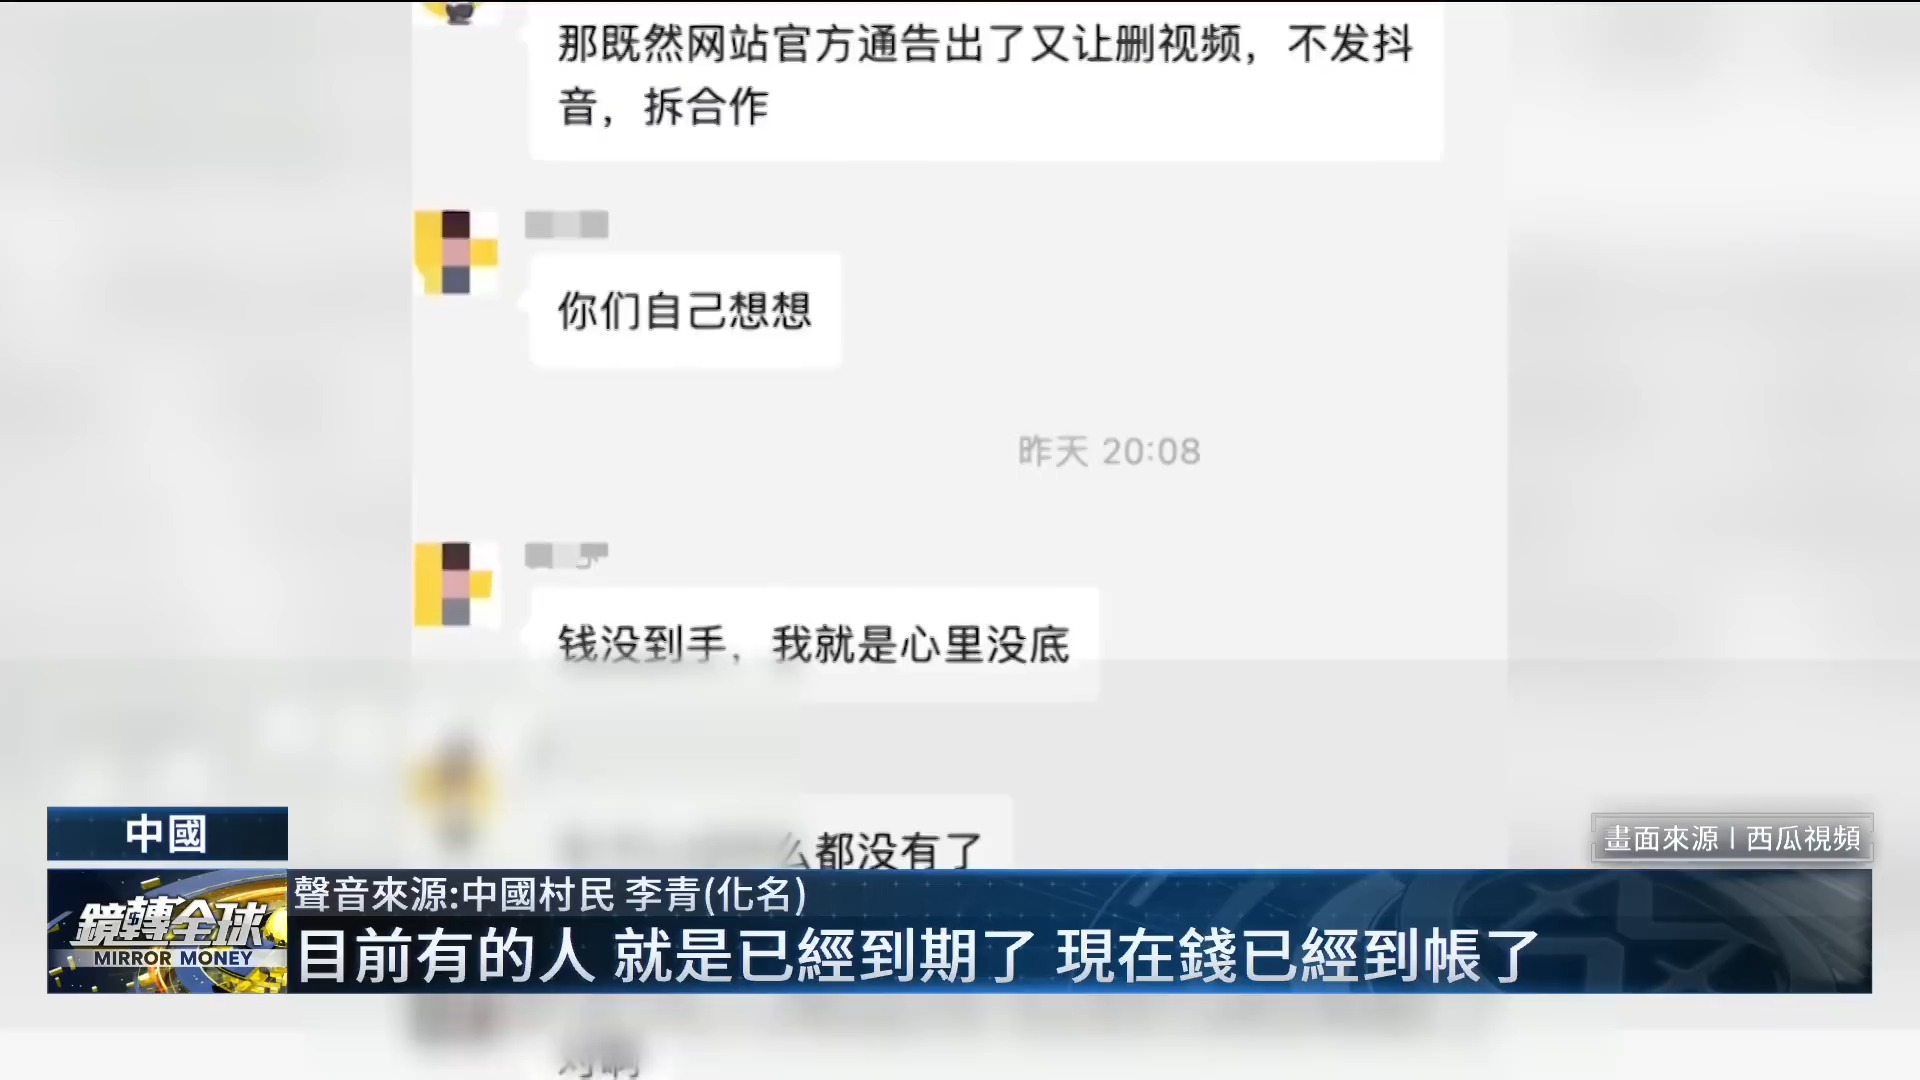 那既然网站官方通告出了又让删视频，不发抖
音，拆合作
你们自己想想
昨天 20:08
钱没到手，我就是心里没底
么都没有了
中國
畫面來源 | 西瓜視頻
聲音來源:中國村民 李青(化名)
鏡轉全球
MIRROR MONEY
目前有的人 就是已經到期了 現在錢已經到帳了
对啊